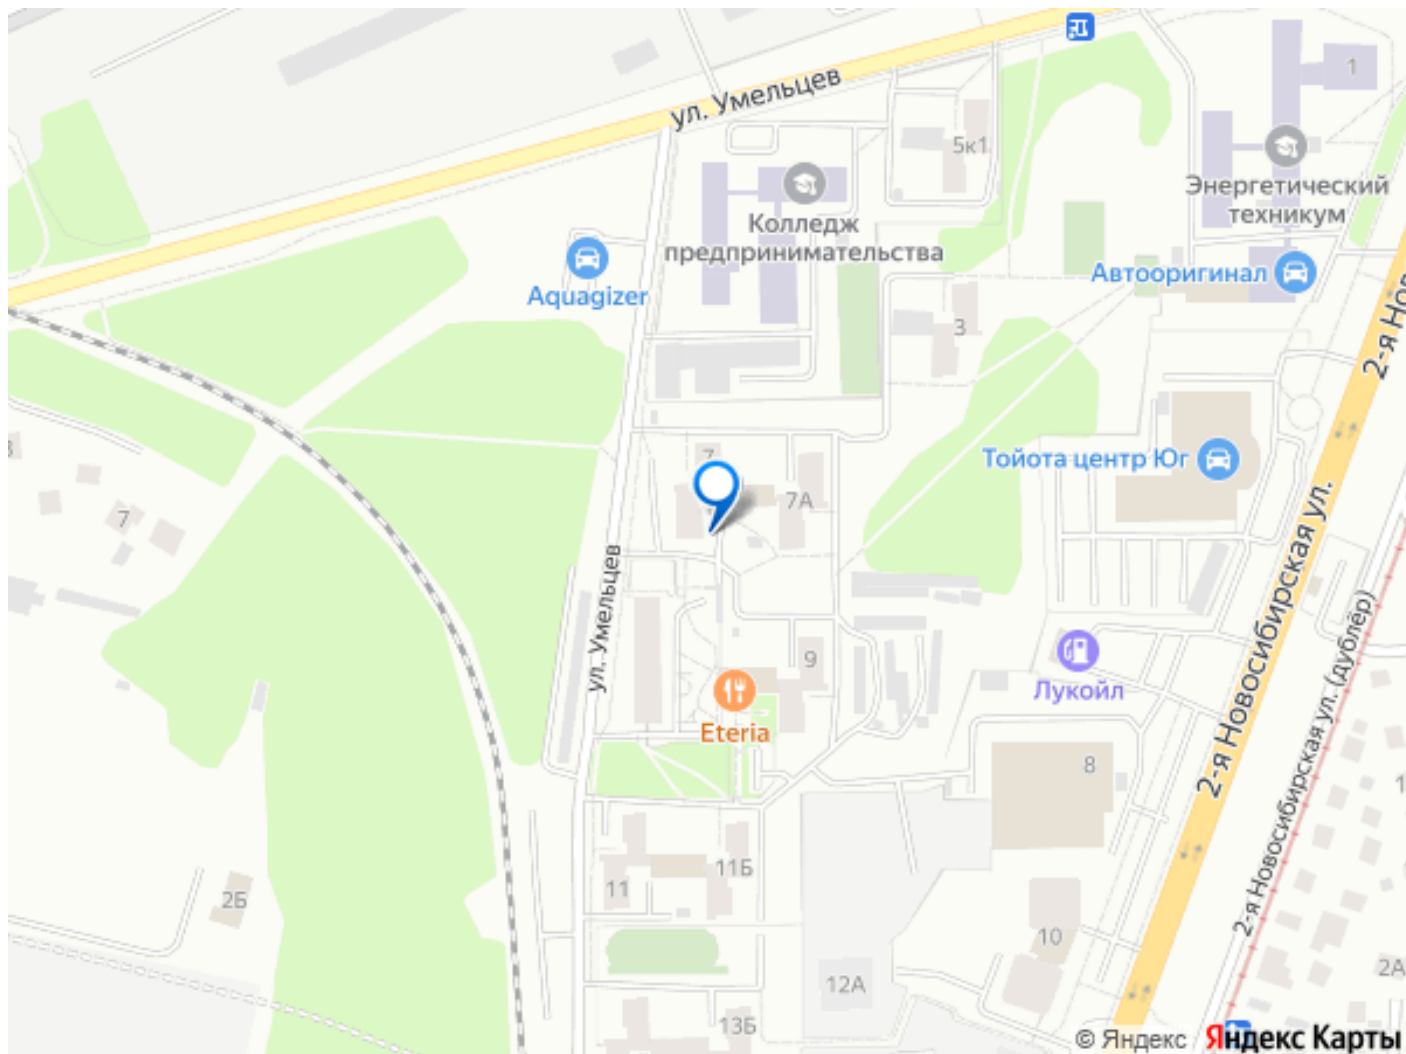 ул. Умельцев
1
5к1
Энергетический
техникум
Колледж
предпринимательства
Автооригинал
Aquagizer
2-я Нов
3
7
Тойота центр Юг
7А
7
2-я Новосибирская ул.
ул. Умельцев
2-я Новосибирская ул. (дублёр)
9
Лукойл
Eteria
8
11Б
11
2Б
10
2А
12А
13Б
© Яндекс Яндекс Карты